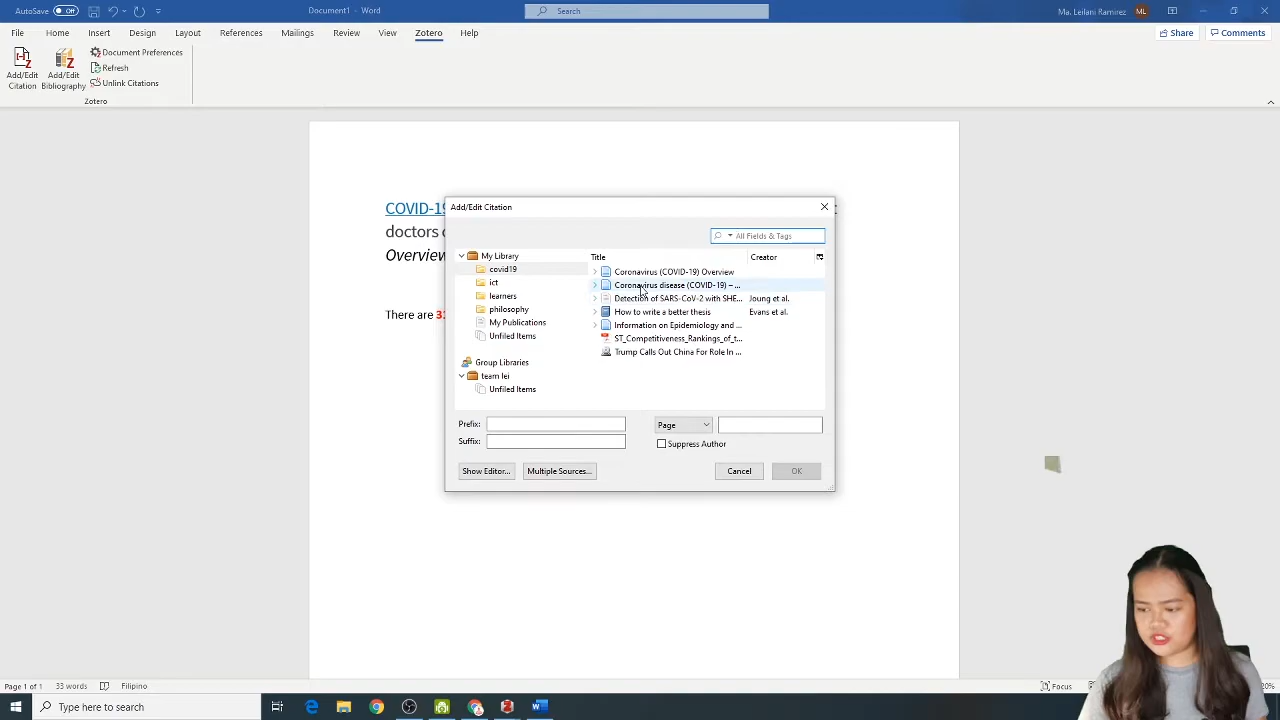 AutoSave Off
Document1 - Word
Search
Ma. Leilani Ramirez ML
File Home Insert Design Layout References Mailings Review View Zotero Help
Share Comments
Add/Edit Citation
Add/Edit Bibliography
Document Preferences
Refresh
Unlink Citations
Zotero
COVID-19
doctors
Overview
There are
Add/Edit Citation
All Fields & Tags
My Library
covid19
ict
learners
philosophy
My Publications
Unfiled Items
Group Libraries
team lei
Unfiled Items
Title Creator
Coronavirus (COVID-19) Overview
Coronavirus disease (COVID-19) – ...
Detection of SARS-CoV-2 with SHE... Joung et al.
How to write a better thesis Evans et al.
Information on Epidemiology and ...
ST_Competitiveness_Rankings_of_t...
Trump Calls Out China For Role In ...
Prefix:
Page
Suffix:
Suppress Author
Show Editor... Multiple Sources... Cancel OK
Page 1 of 1 33 words Filipino
Focus
20%
Type here to search